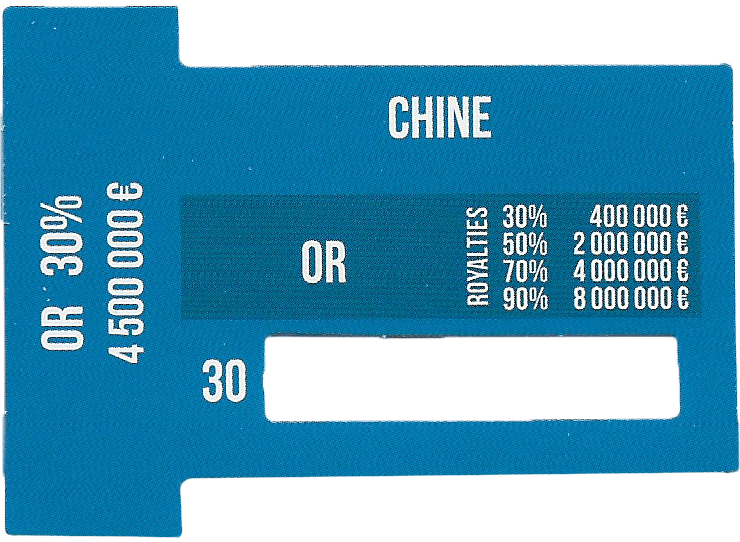 CHINE
OR 30%
4 500 000 €
OR
ROYALTIES
30% 400 000 €
50% 2 000 000 €
70% 4 000 000 €
90% 8 000 000 €
30